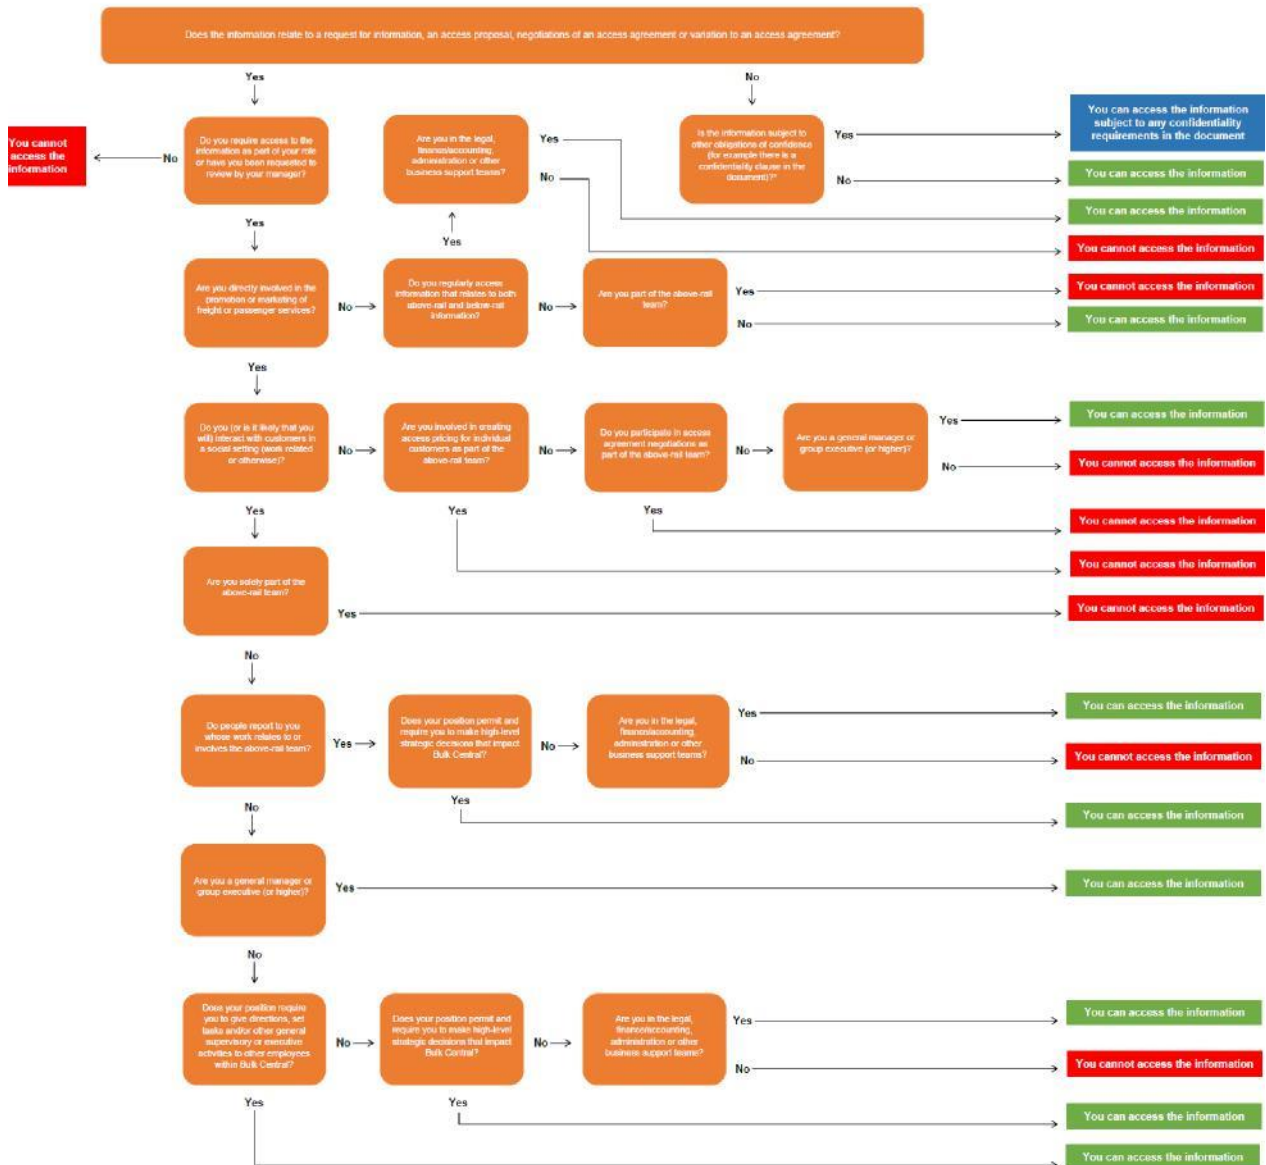 Does the information relate to a request for information, an access proposal, negotiations of an access agreement or variation to an access agreement?
Yes
No
You cannot
access the
information
No
Do you require access to the
information as part of your role
or have you been requested to
review by your manager?
Are you in the legal,
finance/accounting,
administration or other
business support teams?
Yes
No
Is the information subject to
other obligations of confidence
(for example there is a
confidentiality clause in the
document)?*
Yes
No
You can access the information
subject to any confidentiality
requirements in the document
You can access the information
You can access the information
You cannot access the information
Yes
Yes
Are you directly involved in the
promotion or marketing of
freight or passenger services?
No
Do you regularly access
information that relates to both
above-rail and below-rail
information?
No
Are you part of the above-rail
team?
Yes
No
You cannot access the information
You can access the information
Yes
Do you (or is it likely that you
will) interact with customers in
a social setting (work related
or otherwise)?
No
Are you involved in creating
access pricing for individual
customers as part of the
above-rail team?
No
Do you participate in access
agreement negotiations as
part of the above-rail team?
No
Are you a general manager or
group executive (or higher)?
Yes
No
You can access the information
You cannot access the information
Yes
Yes
Yes
You cannot access the information
You cannot access the information
Are you solely part of the
above-rail team?
Yes
You cannot access the information
No
Do people report to you
whose work relates to or
involves the above-rail team?
Yes
Does your position permit and
require you to make high-level
strategic decisions that impact
Bulk Central?
No
Are you in the legal,
finance/accounting,
administration or other
business support teams?
Yes
No
You can access the information
You cannot access the information
No
Yes
You can access the information
Are you a general manager or
group executive (or higher)?
Yes
You can access the information
No
Does your position require
you to give directions, set
tasks and/or other general
supervisory or executive
activities to other employees
within Bulk Central?
No
Does your position permit and
require you to make high-level
strategic decisions that impact
Bulk Central?
No
Are you in the legal,
finance/accounting,
administration or other
business support teams?
Yes
No
You can access the information
You cannot access the information
Yes
Yes
You can access the information
You can access the information